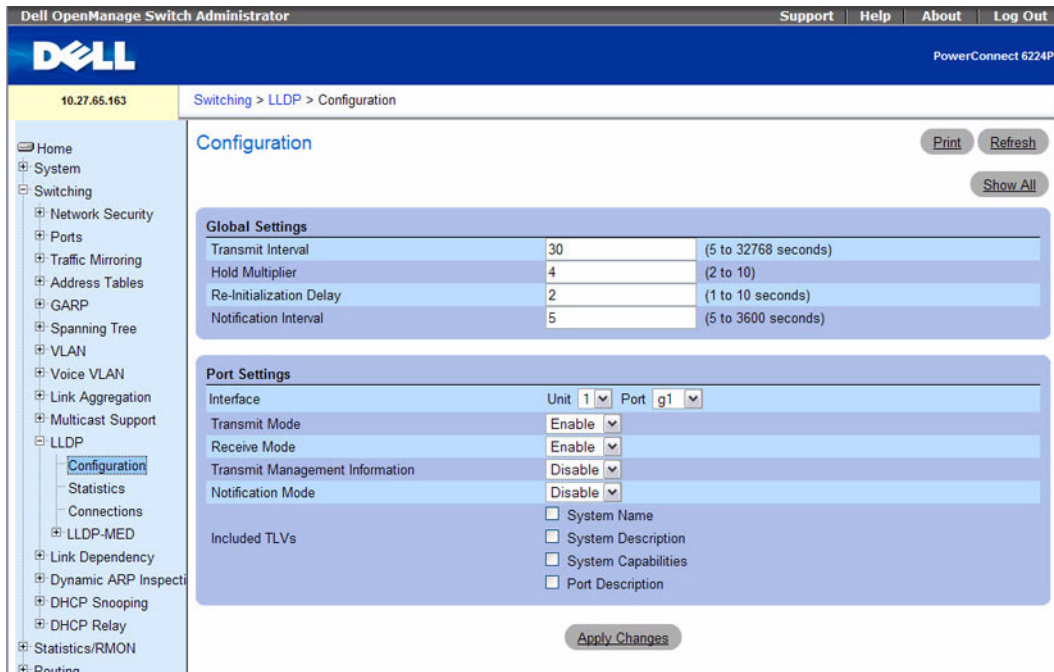 Dell OpenManage Switch Administrator
Support Help About Log Out
DELL
PowerConnect 6224P
10.27.65.163
Switching > LLDP > Configuration
Home
System
Switching
Network Security
Ports
Traffic Mirroring
Address Tables
GARP
Spanning Tree
VLAN
Voice VLAN
Link Aggregation
Multicast Support
LLDP
Configuration
Statistics
Connections
LLDP-MED
Link Dependency
Dynamic ARP Inspecti
DHCP Snooping
DHCP Relay
Statistics/RMON
Routing
Configuration
Print Refresh
Show All
Global Settings
Transmit Interval 30 (5 to 32768 seconds)
Hold Multiplier 4 (2 to 10)
Re-Initialization Delay 2 (1 to 10 seconds)
Notification Interval 5 (5 to 3600 seconds)
Port Settings
Interface Unit 1 Port g1
Transmit Mode Enable
Receive Mode Enable
Transmit Management Information Disable
Notification Mode Disable
Included TLVs
System Name
System Description
System Capabilities
Port Description
Apply Changes